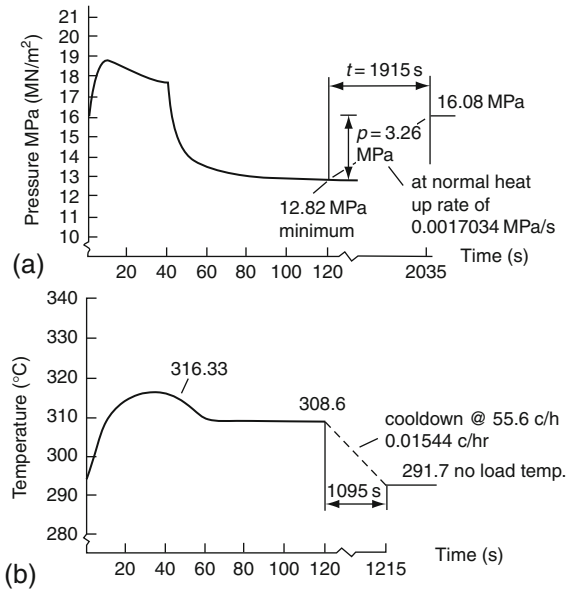 Pressure MPa (MN/m²)
21
20
19
18
17
16
15
14
13
12
11
10
t = 1915 s
16.08 MPa
p = 3.26
MPa
12.82 MPa
minimum
at normal heat
up rate of
0.0017034 MPa/s
20 40 60 80 100 120 2035
Time (s)
(a)
Temperature (°C)
340
330
320
310
300
290
280
316.33
308.6
cooldown @ 55.6 c/h
0.01544 c/hr
291.7 no load temp.
1095 s
20 40 60 80 100 120 1215
Time (s)
(b)